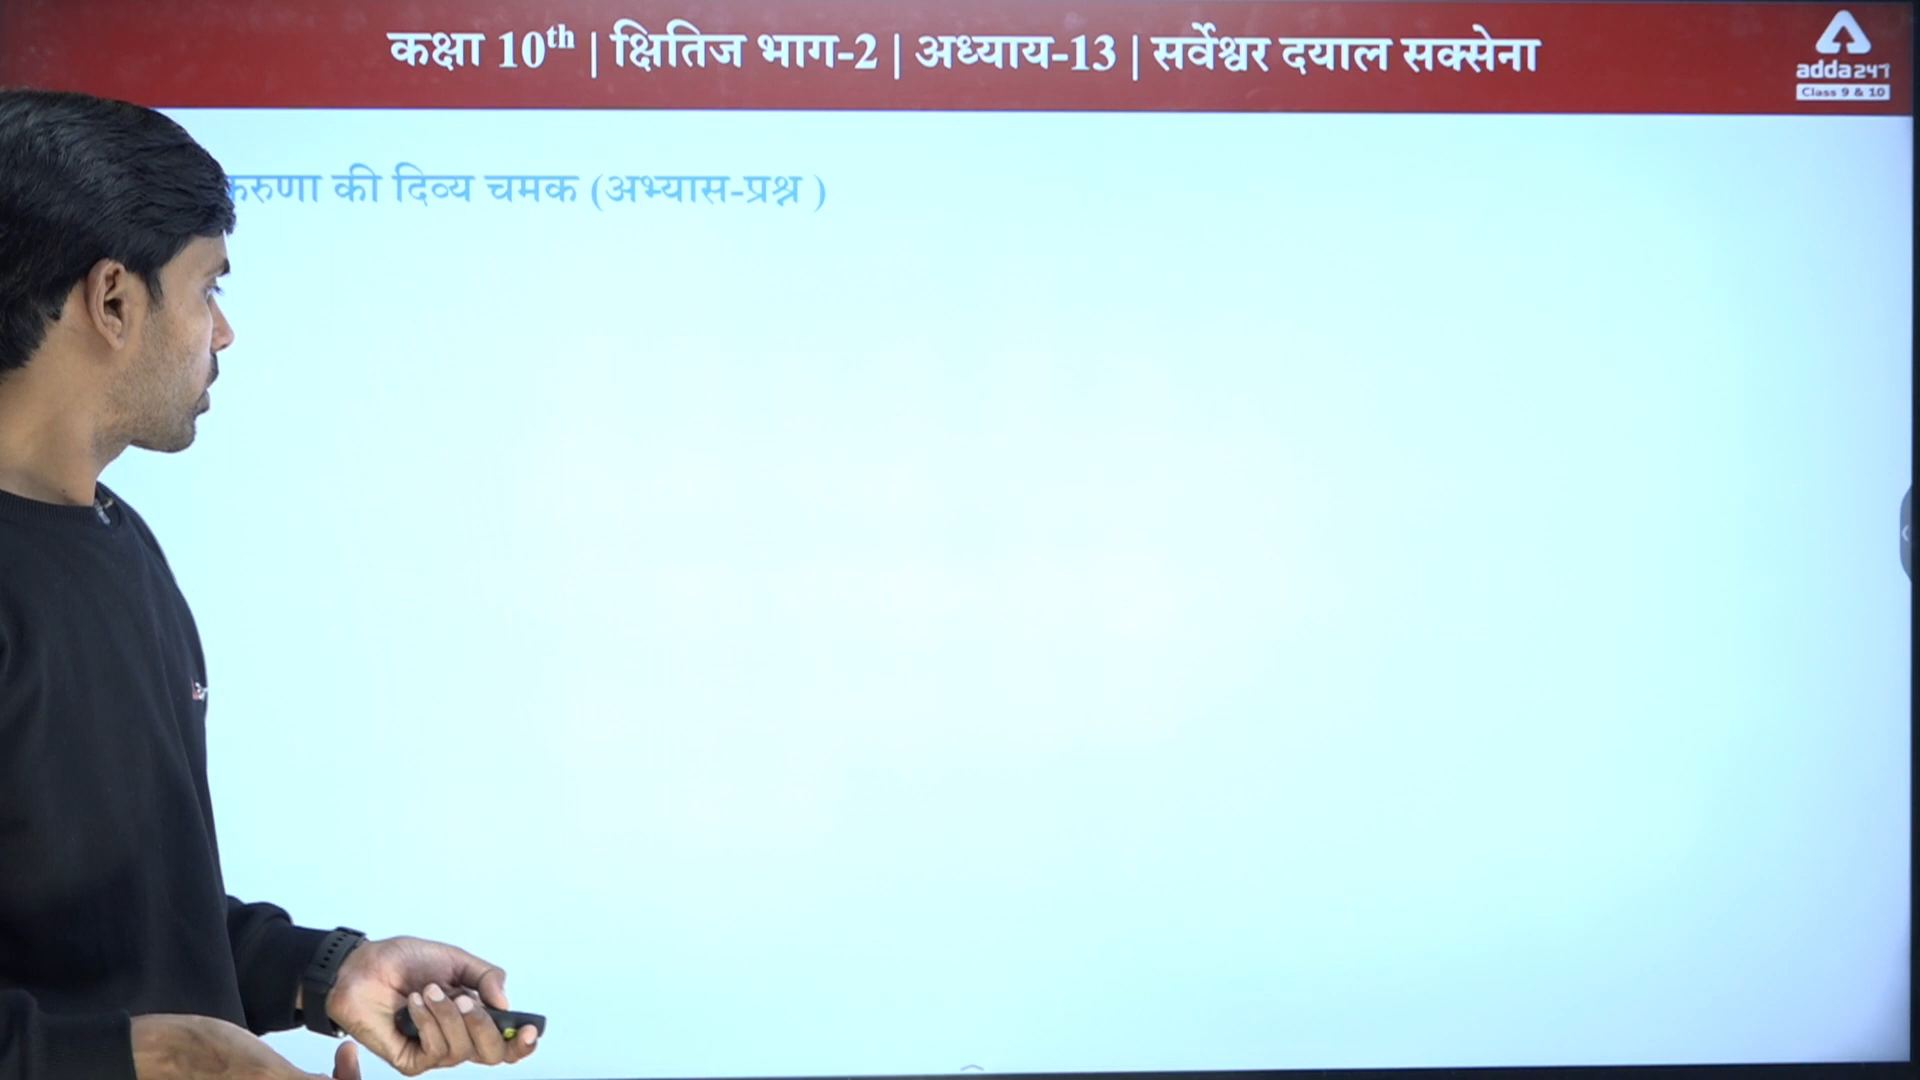 कक्षा 10th | क्षितिज भाग-2 | अध्याय-13 | सर्वेश्वर दयाल सक्सेना
adda247
Class 9 & 10
करुणा की दिव्य चमक (अभ्यास-प्रश्न )